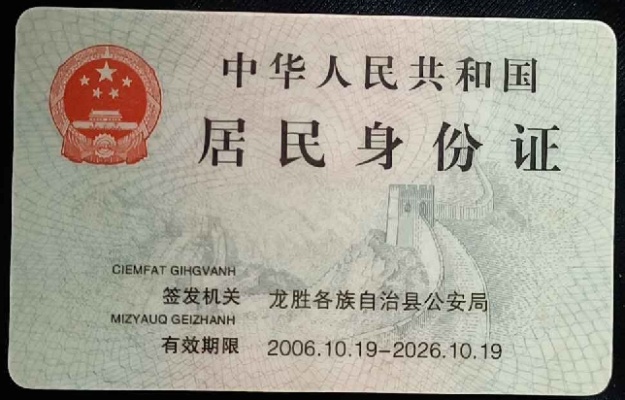 中华人民共和国
居民身份证
CIEMFAT GIHGVANH
签发机关 龙胜各族自治县公安局
MIZYAUQ GEIZHANH
有效期限 2006.10.19-2026.10.19